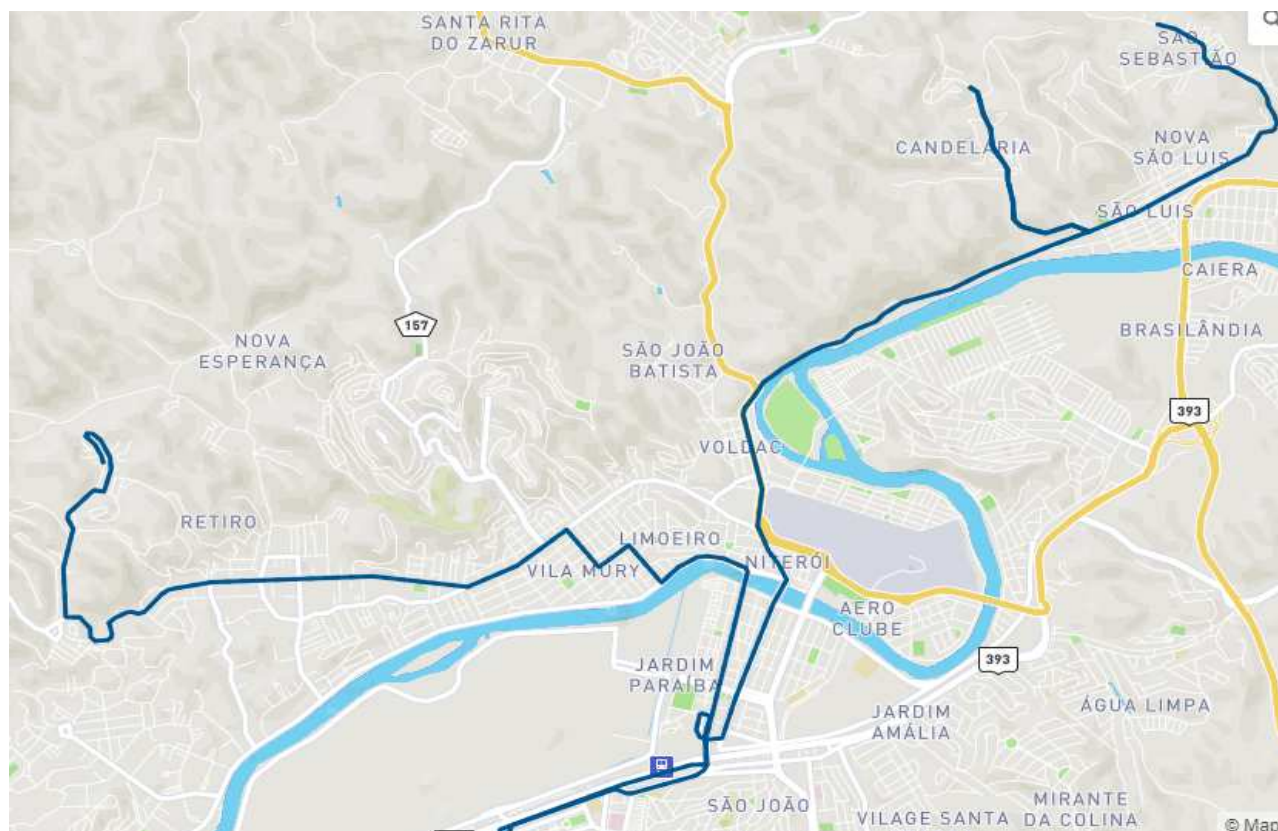 SANTA RITA
DO ZARUR
SÃO
SEBASTIÃO
CANDELÁRIA
NOVA
SÃO LUIS
SÃO LUIS
CAIERA
BRASILÂNDIA
157
NOVA
ESPERANÇA
SÃO JOÃO
BATISTA
393
VOLDAC
RETIRO
LIMOEIRO
VILA MURY
NITERÓI
AERO
CLUBE
393
JARDIM
PARAÍBA
ÁGUA LIMPA
JARDIM
AMÁLIA
SÃO JOÃO
VILAGE SANTA
MIRANTE
DA COLINA
© Map